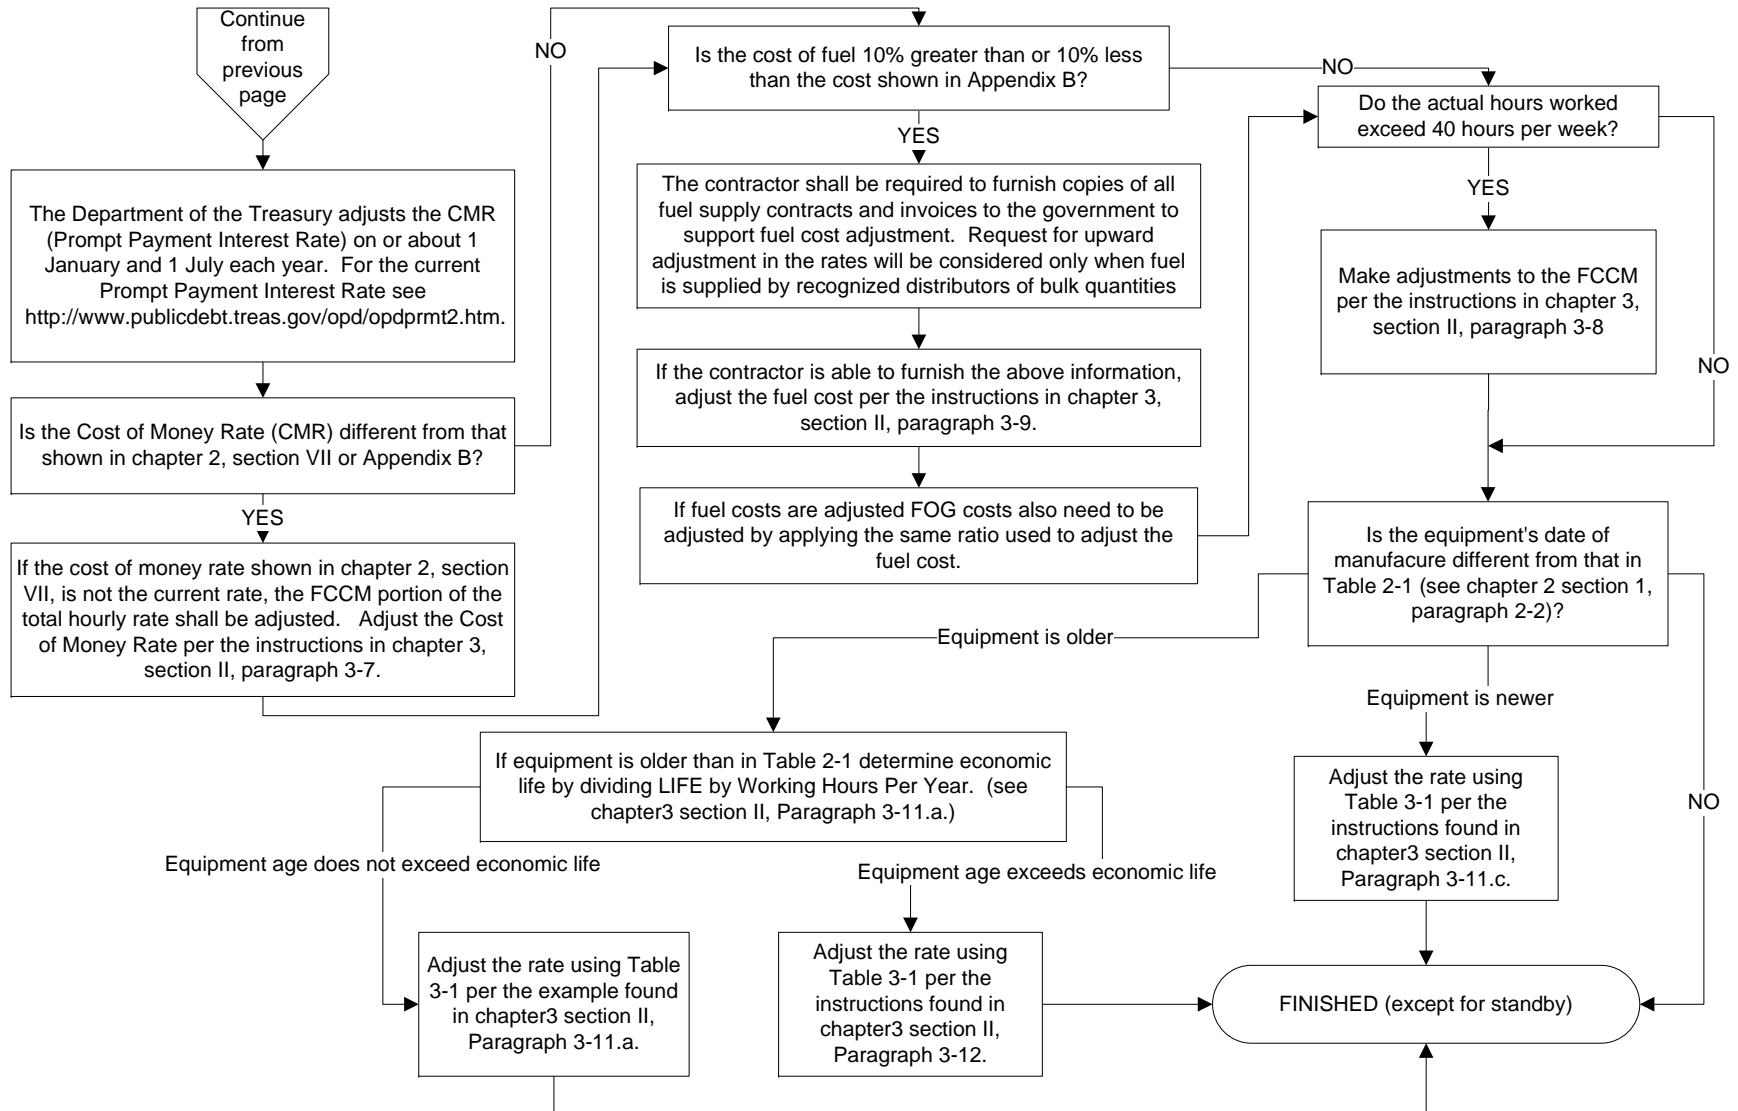 Continue
from
previous
page
The Department of the Treasury adjusts the CMR
(Prompt Payment Interest Rate) on or about 1
January and 1 July each year.  For the current
Prompt Payment Interest Rate see
http://www.publicdebt.treas.gov/opd/opdprmt2.htm.
Is the Cost of Money Rate (CMR) different from that
shown in chapter 2, section VII or Appendix B?
NO
YES
If the cost of money rate shown in chapter 2, section
VII, is not the current rate, the FCCM portion of the
total hourly rate shall be adjusted.   Adjust the Cost
of Money Rate per the instructions in chapter 3,
section II, paragraph 3-7.
Is the cost of fuel 10% greater than or 10% less
than the cost shown in Appendix B?
NO
YES
The contractor shall be required to furnish copies of all
fuel supply contracts and invoices to the government to
support fuel cost adjustment.  Request for upward
adjustment in the rates will be considered only when fuel
is supplied by recognized distributors of bulk quantities
If the contractor is able to furnish the above information,
adjust the fuel cost per the instructions in chapter 3,
section II, paragraph 3-9.
If fuel costs are adjusted FOG costs also need to be
adjusted by applying the same ratio used to adjust the
fuel cost.
Do the actual hours worked
exceed 40 hours per week?
YES
NO
Make adjustments to the FCCM
per the instructions in chapter 3,
section II, paragraph 3-8
Is the equipment's date of
manufacure different from that in
Table 2-1 (see chapter 2 section 1,
paragraph 2-2)?
Equipment is older
Equipment is newer
NO
If equipment is older than in Table 2-1 determine economic
life by dividing LIFE by Working Hours Per Year.  (see
chapter3 section II, Paragraph 3-11.a.)
Equipment age does not exceed economic life
Equipment age exceeds economic life
Adjust the rate using
Table 3-1 per the
instructions found in
chapter3 section II,
Paragraph 3-11.c.
Adjust the rate using Table
3-1 per the example found
in chapter3 section II,
Paragraph 3-11.a.
Adjust the rate using
Table 3-1 per the
instructions found in
chapter3 section II,
Paragraph 3-12.
FINISHED (except for standby)